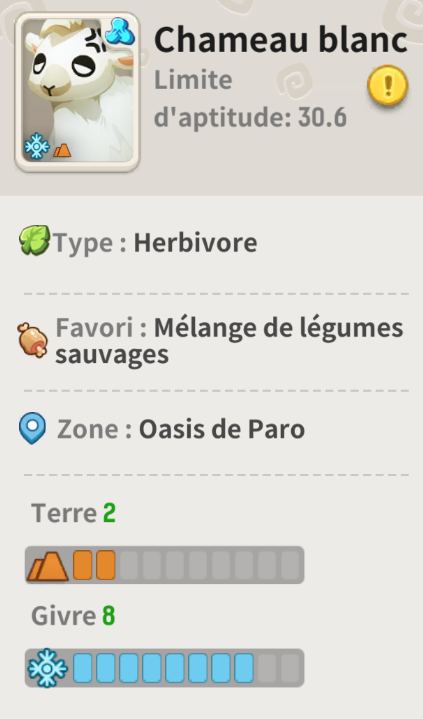 Chameau blanc
Limite
d'aptitude: 30.6
Type : Herbivore
Favori : Mélange de légumes
sauvages
Zone : Oasis de Paro
Terre 2
Givre 8